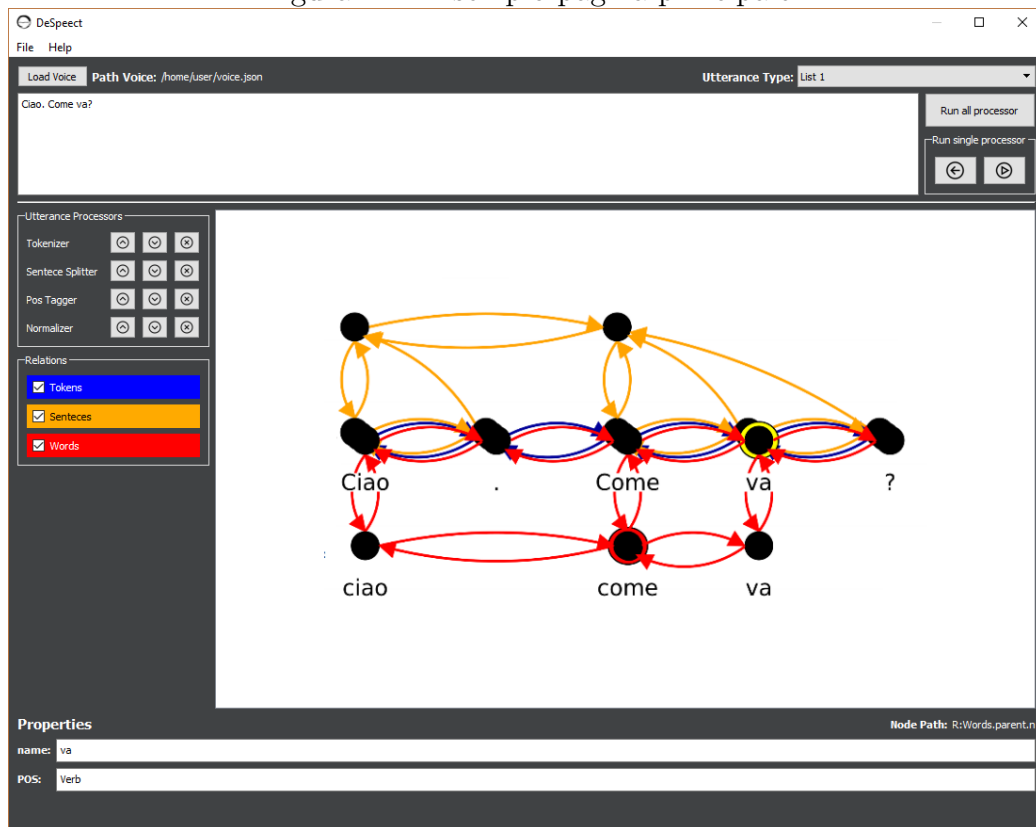 DeSpeect
File Help
Load Voice Path Voice: /home/user/voice.json Utterance Type: List 1
Ciao. Come va?
Run all processor
Run single processor
Utterance Processors
Tokenizer
Sentece Splitter
Pos Tagger
Normalizer
Relations
Tokens
Senteces
Words
Ciao . Come va ?
ciao come va
Properties Node Path: R:Words.parent.n
name: va
POS: Verb